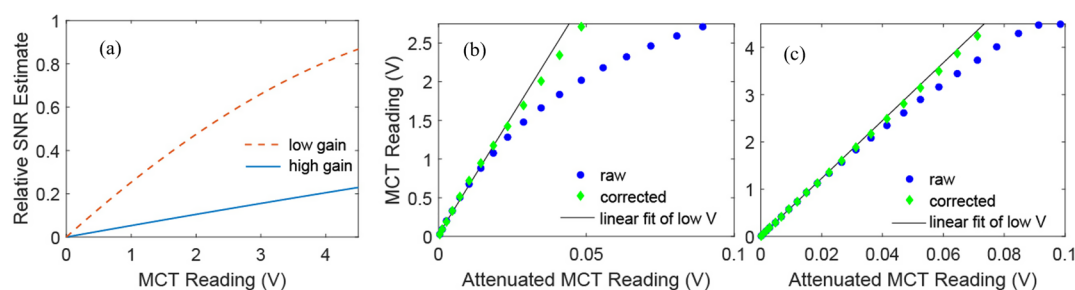 (a)
Relative SNR Estimate
1
0.8
0.6
0.4
0.2
0
low gain
high gain
0
1
2
3
4
MCT Reading (V)
(b)
MCT Reading (V)
2.5
2
1.5
1
0.5
0
raw
corrected
linear fit of low V
0
0.05
0.1
Attenuated MCT Reading (V)
(c)
4
3
2
1
0
raw
corrected
linear fit of low V
0
0.02
0.04
0.06
0.08
0.1
Attenuated MCT Reading (V)